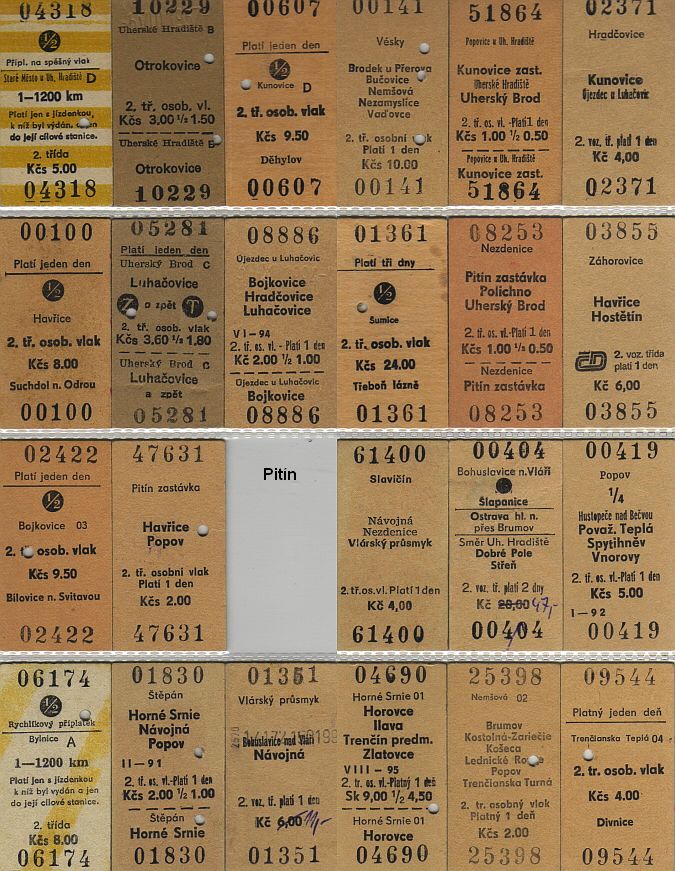 04318
1/2
Přípl. na spěšný vlak
Staré Město u Uh. Hradiště D
1—1200 km
Platí jen s jízdenkou,
k níž byl vydán, a jen
do její cílové stanice.
2. třída
Kčs 5.00
04318
10229
Uherské Hradiště B
Otrokovice
2. tř. osob. vl.
Kčs 3.00 1/2 1.50
Uherské Hradiště B
Otrokovice
10229
00607
Platí jeden den
1/2
Kunovice D
2. tř. osob. vlak
Kčs 9.50
Děhylov
00607
00141
Vésky
Brodek u Přerova
Bučovice
Nemšová
Nezamyslice
Vaďovce
2. tř. osobní vlak
Platí 1 den
Kčs 10.00
00141
51864
Popovice u Uh. Hradiště
Kunovice zast.
Uherské Hradiště
Uherský Brod
2. tř. os. vl.-Platí 1. den
Kčs 1.00 1/2 0.50
Popovice u Uh. Hradiště
Kunovice zast.
51864
02371
Hradčovice
Kunovice
Újezdec u Luhačovic
2. voz. tř. platí 1 den
Kč 4,00
02371
00100
Platí jeden den
1/2
Havřice
2. tř. osob. vlak
Kčs 8.00
Suchdol n. Odrou
00100
05281
Platí jeden den
Uherský Brod C
Luhačovice
Z a zpět T
2. tř. osob. vlak
Kčs 3.60 1/2 1.80
Uherský Brod C
Luhačovice
a zpět
05281
08886
Újezdec u Luhačovic
Bojkovice
Hradčovice
Luhačovice
VI-94
2. tř. os. vl. - Platí 1 den
Kč 2.00 1/2 1.00
Újezdec u Luhačovic
Bojkovice
08886
01361
Platí tři dny
1/2
Šumice
2. tř. osob. vlak
Kčs 24.00
Třeboň lázně
01361
08253
Nezdenice
Pitín zastávka
Polichno
Uherský Brod
2. tř. os. vl.-Platí 1 den
Kčs 1.00 1/2 0.50
Nezdenice
Pitín zastávka
08253
03855
Záhorovice
Havřice
Hostětín
ČD 2. voz. třída
platí 1 den
Kč 6,00
03855
02422
Platí jeden den
1/2
Bojkovice 03
2. tř. osob. vlak
Kčs 9.50
Bílovice n. Svitavou
02422
47631
Pitín zastávka
Havřice
Popov
2. tř. osobní vlak
Platí 1 den
Kčs 2.00
47631
Pitín
61400
Slavičín
Návojná
Nezdenice
Vlárský průsmyk
2. tř. os. vl. Platí 1 den
Kč 4,00
61400
00404
Bohuslavice n. Vláří
Šlapanice
Ostrava hl. n.
přes Brumov
Směr Uh. Hradiště
Dobré Pole
Střeň
2. voz. tř. platí 2 dny
Kč 28,00 47,-
00404
00419
Popov
1/4
Hustopeče nad Bečvou
Považ. Teplá
Spytihněv
Vnorovy
2. tř. os. vl.-Platí 1 den
Kčs 5.00
I-92
00419
06174
1/2
Rychlíkový příplatek
Bylnice A
1—1200 km
Platí jen s jízdenkou
k níž byl vydán a jen
do její cílové stanice.
2. třída
Kčs 8.00
06174
01830
Štěpán
Horné Srnie
Návojná
Popov
II-91
2. tř. os. vl.-Platí 1 den
Kčs 2.00 1/2 1.00
Štěpán
Horné Srnie
01830
01351
Vlárský průsmyk
Bohuslavice nad Vláří
Návojná
2. voz. tř. platí 1 den
Kč 6,00 11,-
01351
04690
Horné Srnie 01
Horovce
Ilava
Trenčín predm.
Zlatovce
VIII-95
2. tr. os. vl.-Platný 1 deň
Sk 9,00 1/2 4,50
Horné Srnie 01
Horovce
04690
25398
Nemšová 02
Brumov
Kostolná-Zariečie
Košeca
Lednické Rovne
Popov
Trenčianska Turná
2. tr. osobný vlak
Platný 1 deň
Kčs 2.00
25398
09544
Platný jeden deň
Trenčianska Teplá 04
2. tr. osob. vlak
Kčs 4.00
Divnice
09544